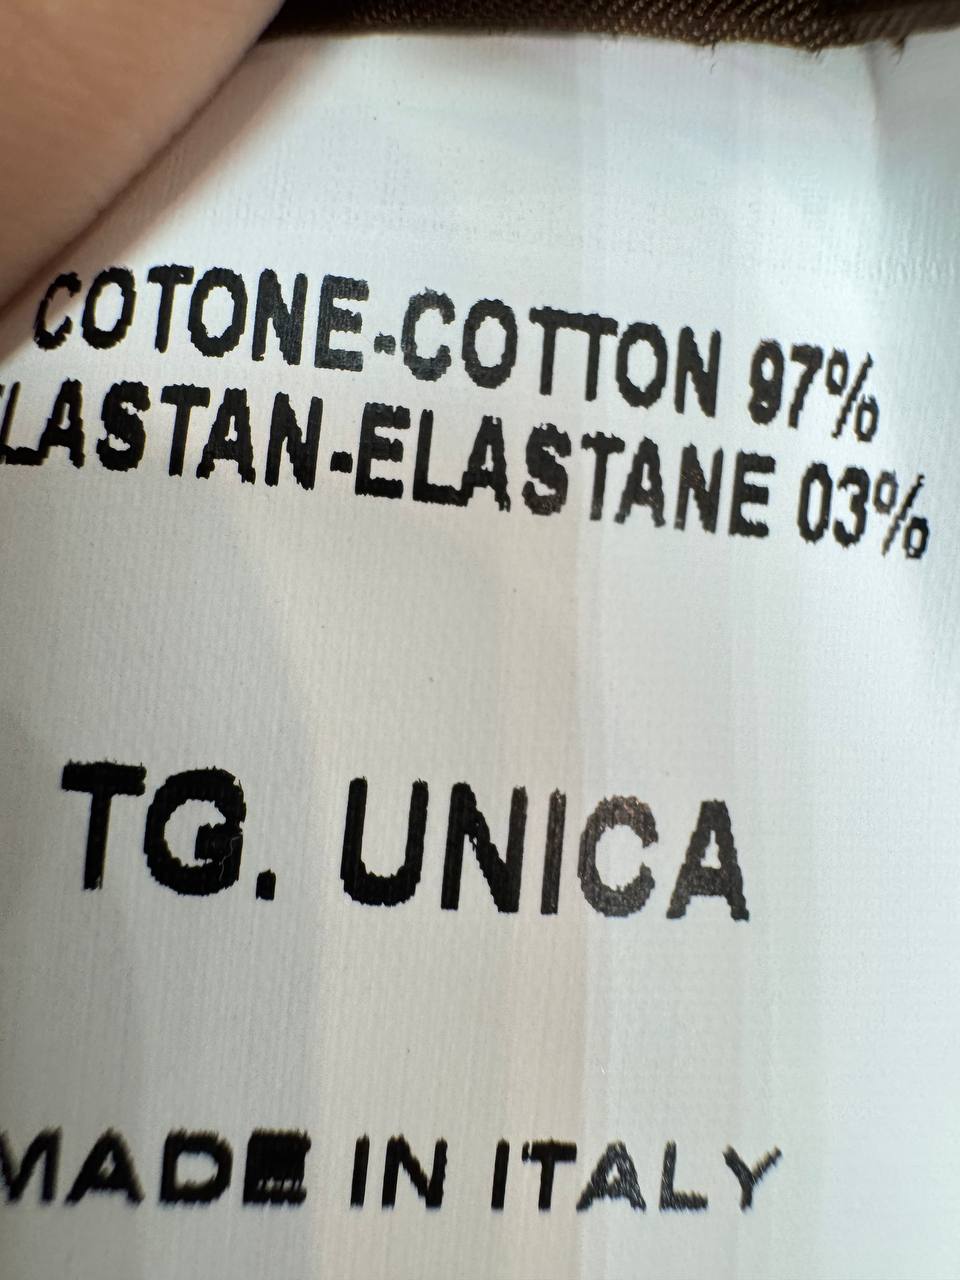 COTONE-COTTON 97%
ELASTAN-ELASTANE 03%
TG. UNICA
MADE IN ITALY